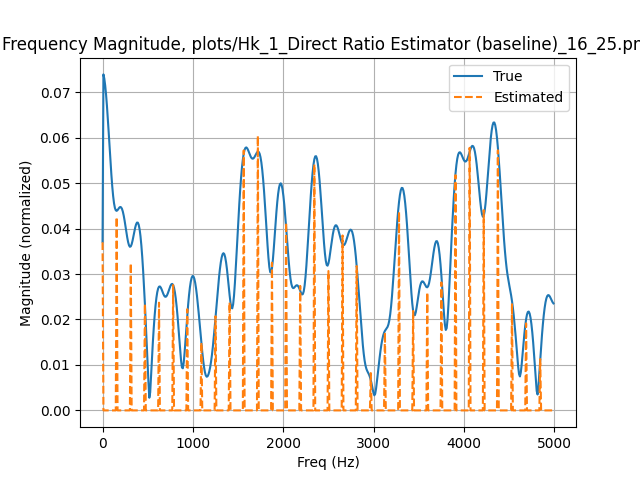 Frequency Magnitude, plots/Hk_1_Direct Ratio Estimator (baseline)_16_25.pr
True
Estimated
0.07
0.06
0.05
0.04
0.03
0.02
0.01
0.00
Magnitude (normalized)
0
1000
2000
3000
4000
5000
Freq (Hz)